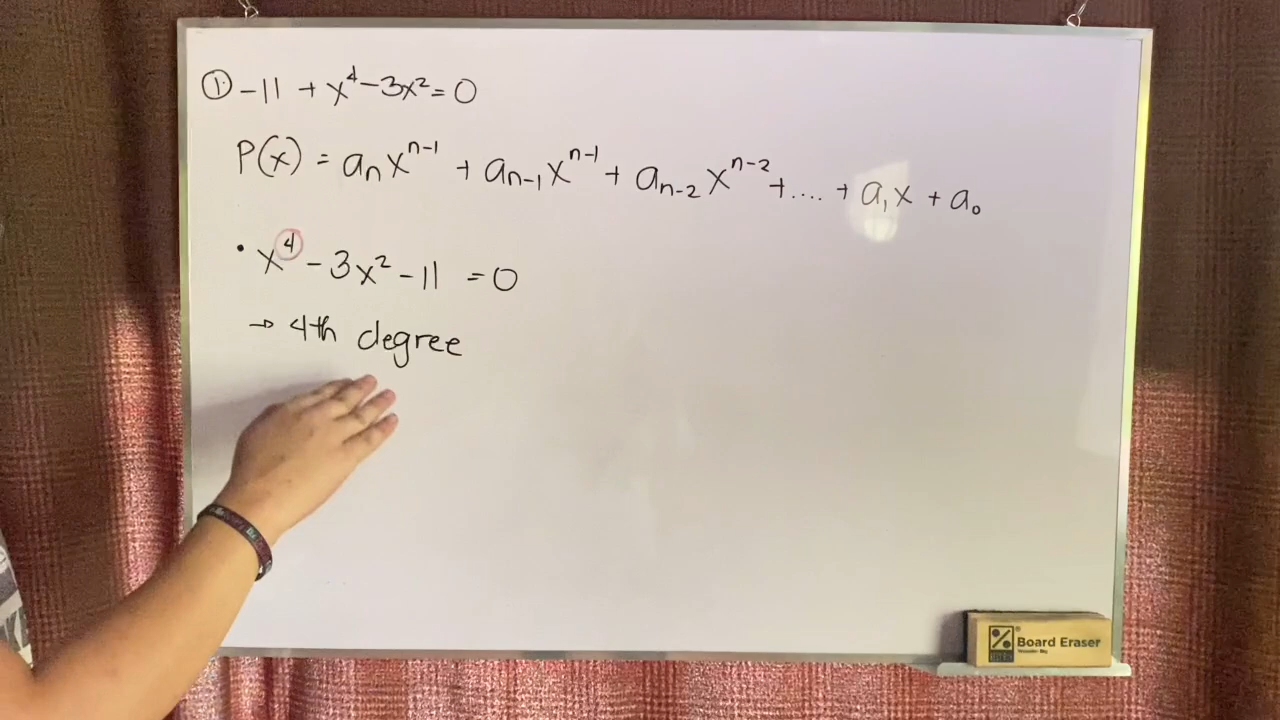 ① -11 + x⁴ - 3x² = 0
P(x) = aₙxⁿ⁻¹ + aₙ₋₁xⁿ⁻¹ + aₙ₋₂xⁿ⁻² + .... + a₁x + a₀
• x⁴ - 3x² - 11 = 0
→ 4th degree
Board Eraser